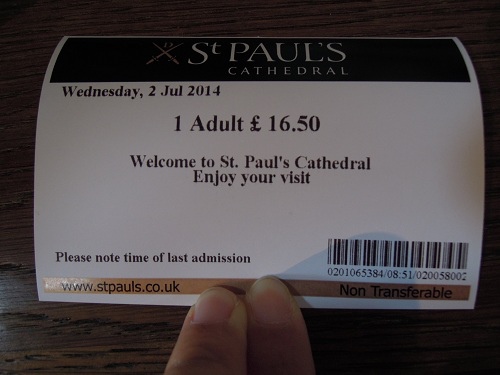 St PAUL'S
CATHEDRAL
Wednesday, 2 Jul 2014
1 Adult £ 16.50
Welcome to St. Paul's Cathedral
Enjoy your visit
Please note time of last admission
0201065384/08:51/020058002
www.stpauls.co.uk
Non Transferable